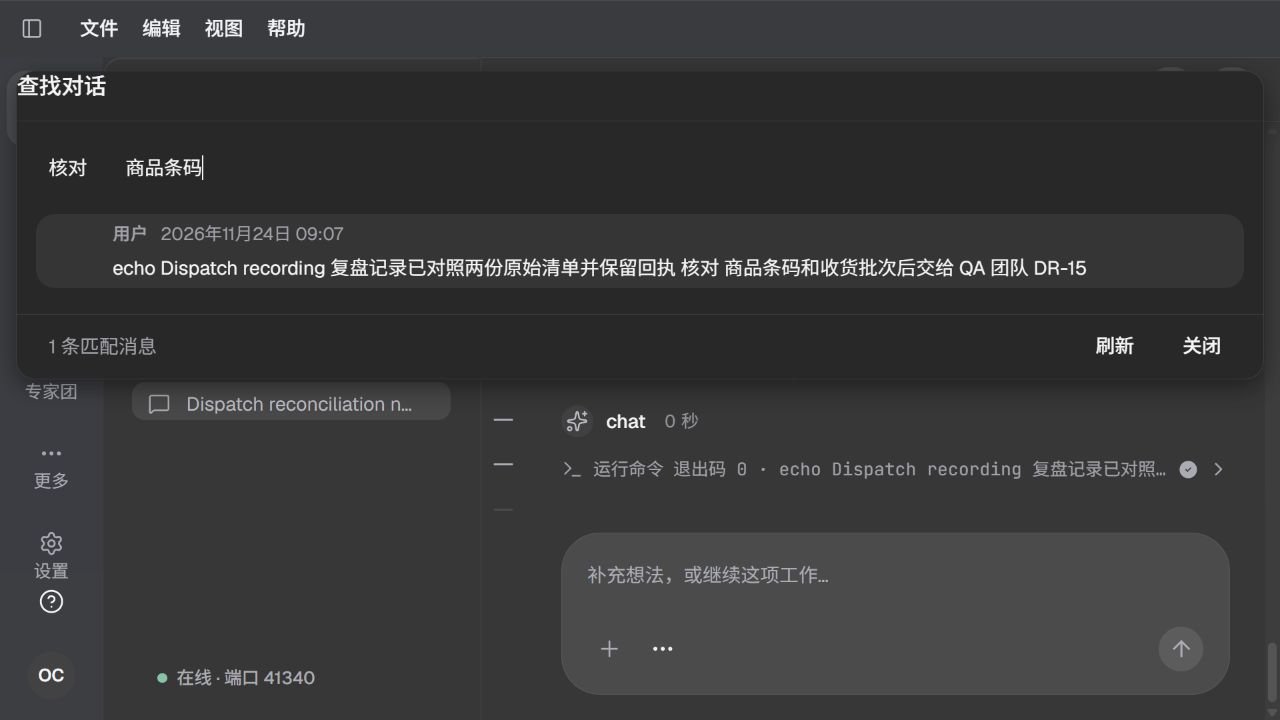 文件 编辑 视图 帮助
查找对话
核对 商品条码
用户 2026年11月24日 09:07
echo Dispatch recording 复盘记录已对照两份原始清单并保留回执 核对 商品条码和收货批次后交给 QA 团队 DR-15
1 条匹配消息
刷新 关闭
专家团
Dispatch reconciliation n...
更多
设置
OC
在线 · 端口 41340
chat 0 秒
运行命令 退出码 0 · echo Dispatch recording 复盘记录已对照…
补充想法，或继续这项工作...